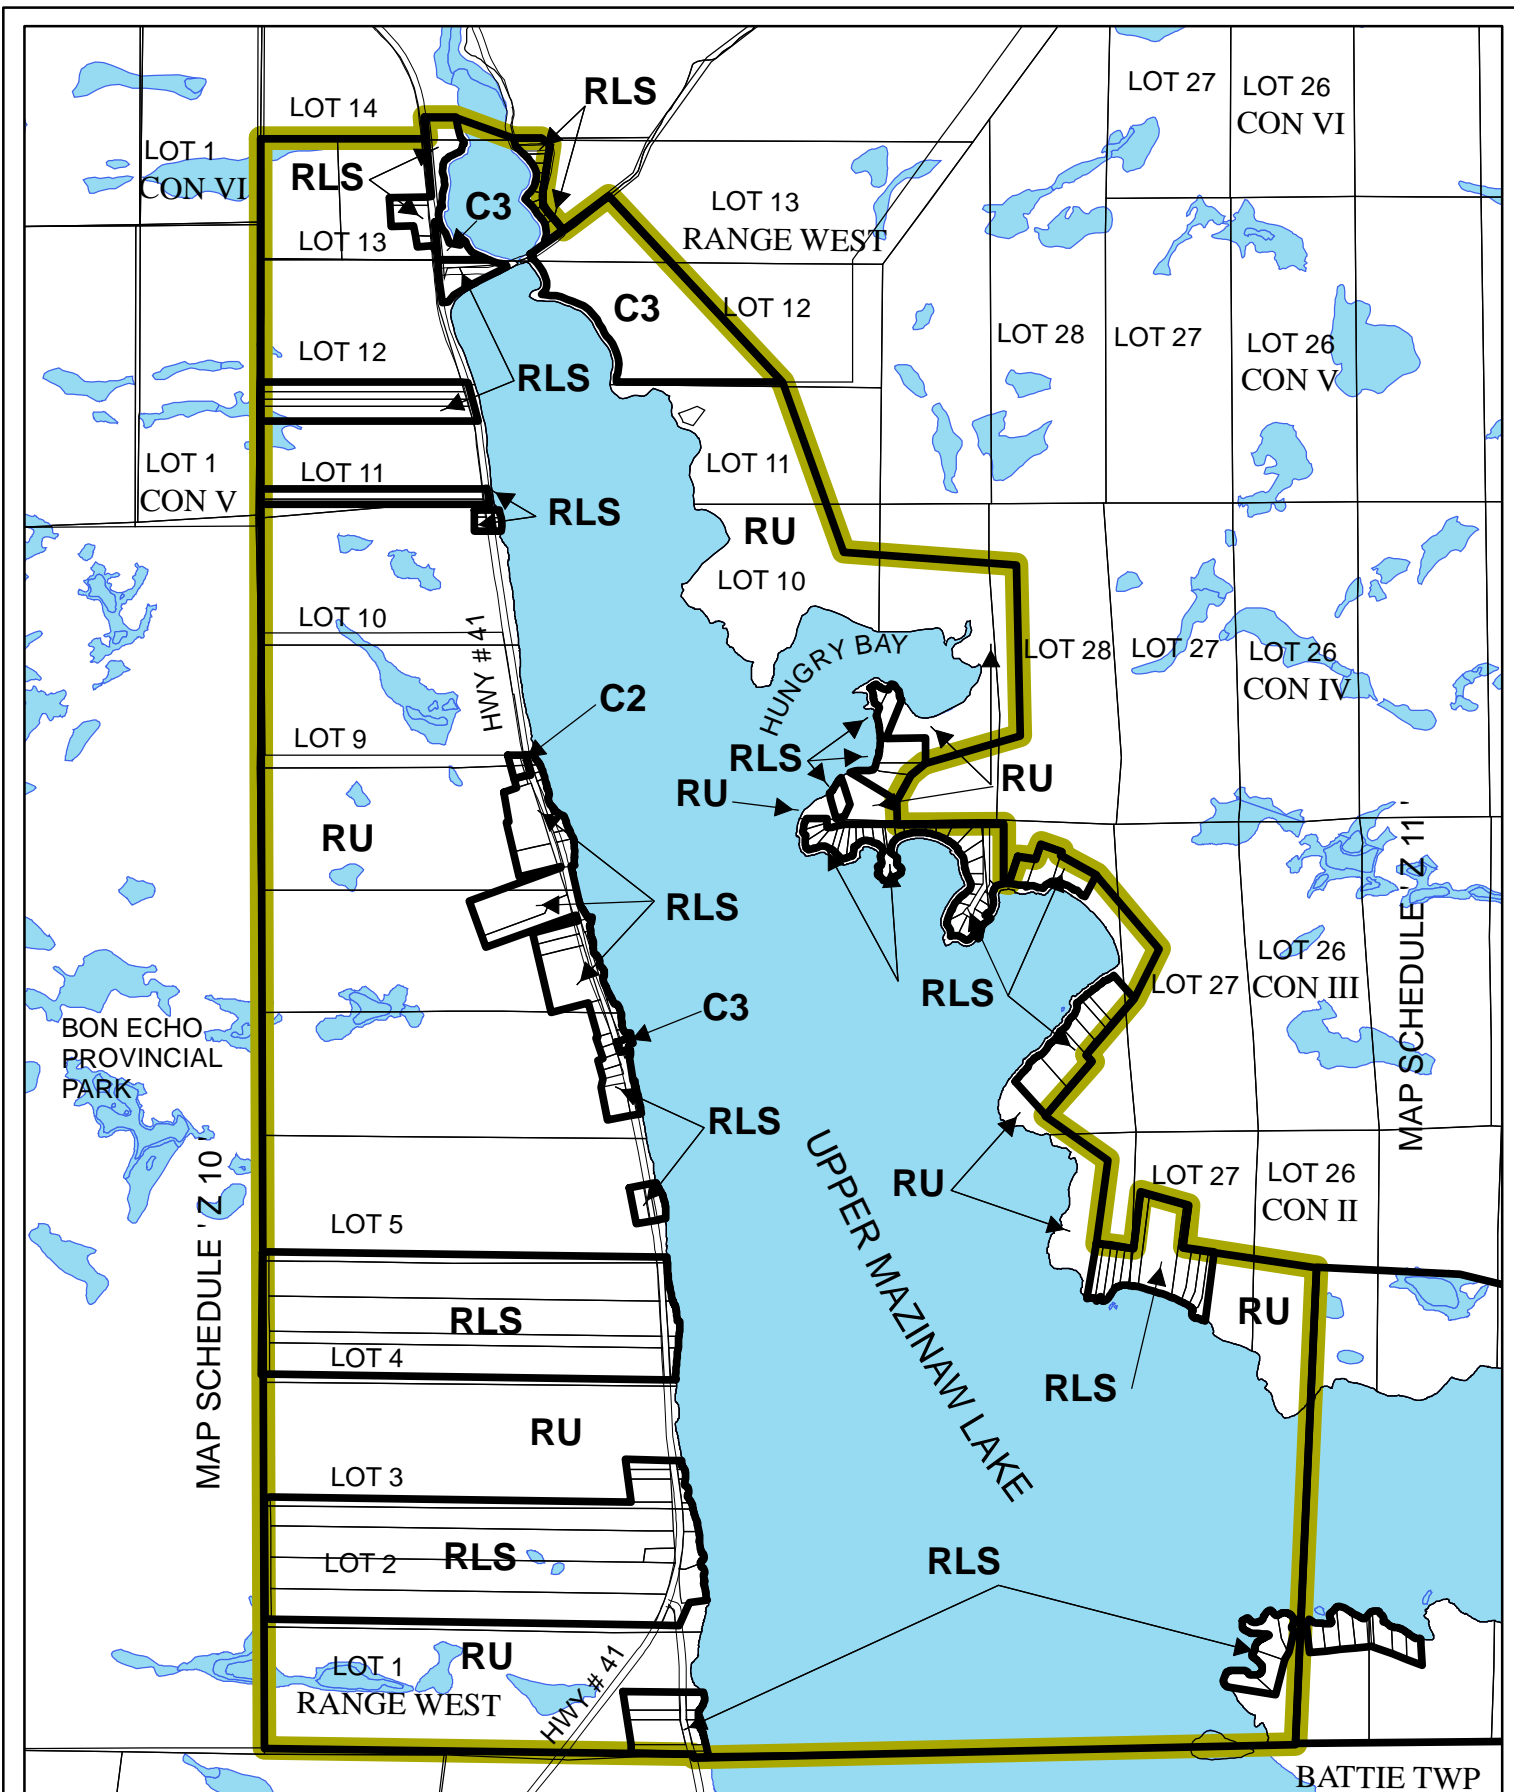 LOT 27
LOT 26
CON VI
RLS
LOT 14
LOT 1
CON VI
RLS
C3
LOT 13
RANGE WEST
LOT 13
C3
LOT 12
LOT 28
LOT 27
LOT 26
CON V
LOT 12
RLS
LOT 1
CON V
LOT 11
LOT 11
RLS
RU
LOT 10
LOT 10
HWY # 41
HUNGRY BAY
LOT 28
LOT 27
LOT 26
CON IV
C2
LOT 9
RLS
RU
RU
RU
RLS
MAP SCHEDULE ' Z 11 '
LOT 26
CON III
LOT 27
RLS
C3
BON ECHO
PROVINCIAL
PARK
RLS
UPPER MAZINAW LAKE
RU
LOT 27
LOT 26
CON II
MAP SCHEDULE ' Z 10 '
LOT 5
RLS
RU
LOT 4
RLS
RU
LOT 3
LOT 2
RLS
RLS
RU
LOT 1
RANGE WEST
HWY # 41
BATTIE TWP